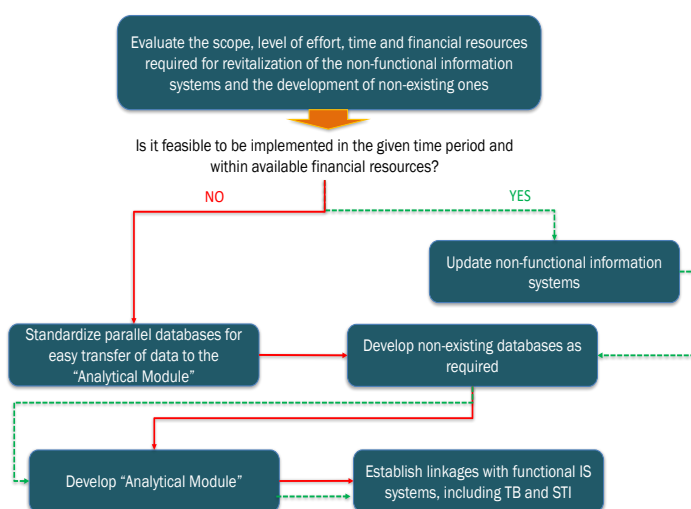 Evaluate the scope, level of effort, time and financial resources
required for revitalization of the non-functional information
systems and the development of non-existing ones
Is it feasible to be implemented in the given time period and
within available financial resources?
NO
YES
Update non-functional information
systems
Standardize parallel databases for
easy transfer of data to the
“Analytical Module”
Develop non-existing databases as
required
Develop “Analytical Module”
Establish linkages with functional IS
systems, including TB and STI